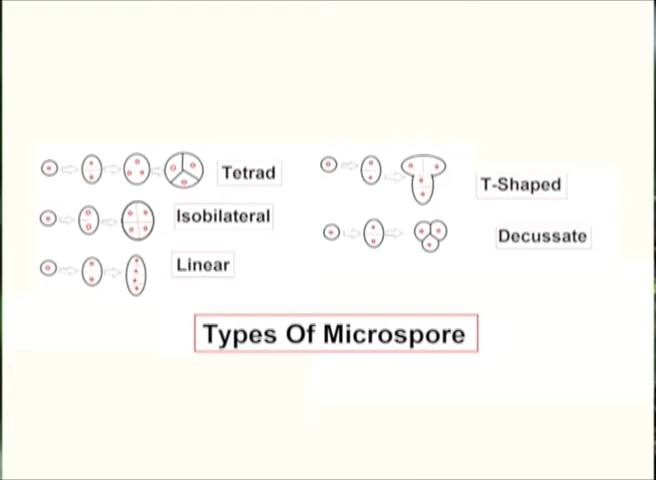 Tetrad
Isobilateral
Linear
T-Shaped
Decussate
Types Of Microspore